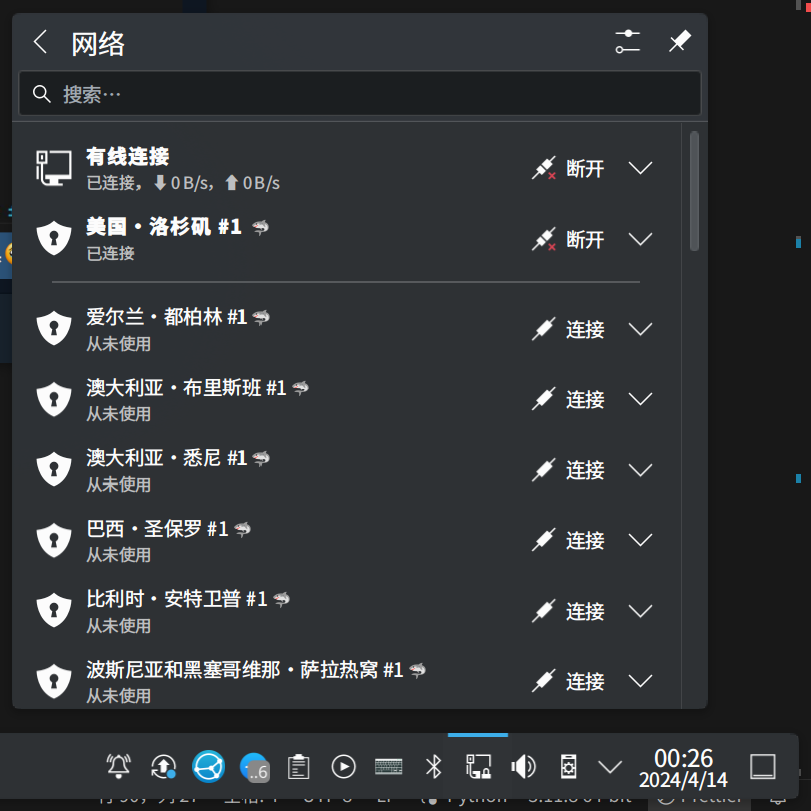 网络
搜索…
有线连接
断开
已连接，⬇0 B/s，⬆0 B/s
美国・洛杉矶 #1 🦈
断开
已连接
爱尔兰・都柏林 #1 🦈
连接
从未使用
澳大利亚・布里斯班 #1 🦈
连接
从未使用
澳大利亚・悉尼 #1 🦈
连接
从未使用
巴西・圣保罗 #1 🦈
连接
从未使用
比利时・安特卫普 #1 🦈
连接
从未使用
波斯尼亚和黑塞哥维那・萨拉热窝 #1 🦈
连接
从未使用
..6
00:26
2024/4/14